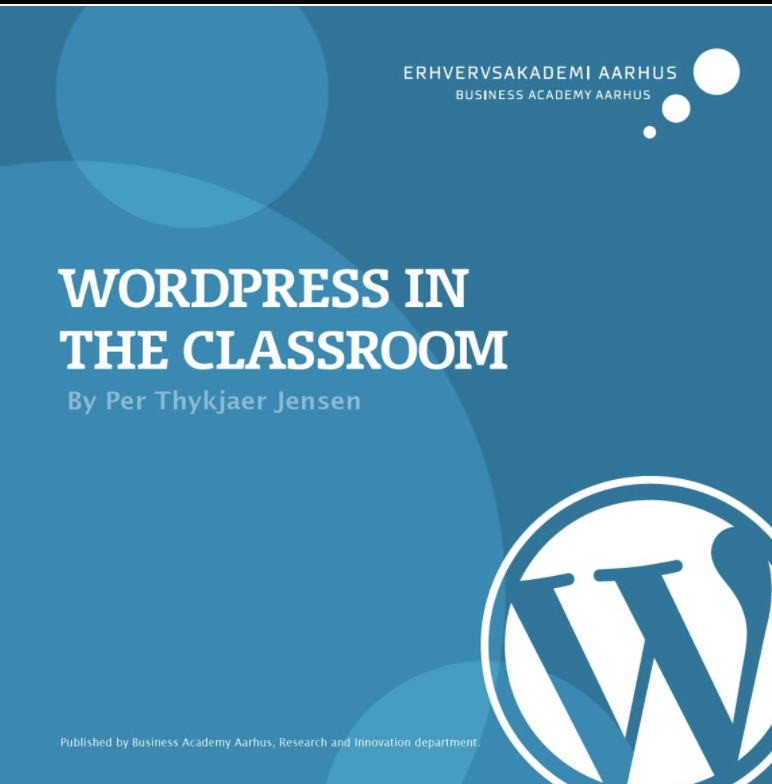 ERHVERVSAKADEMI AARHUS
BUSINESS ACADEMY AARHUS
WORDPRESS IN
THE CLASSROOM
By Per Thykjaer Jensen
W
Published by Business Academy Aarhus, Research and Innovation department.